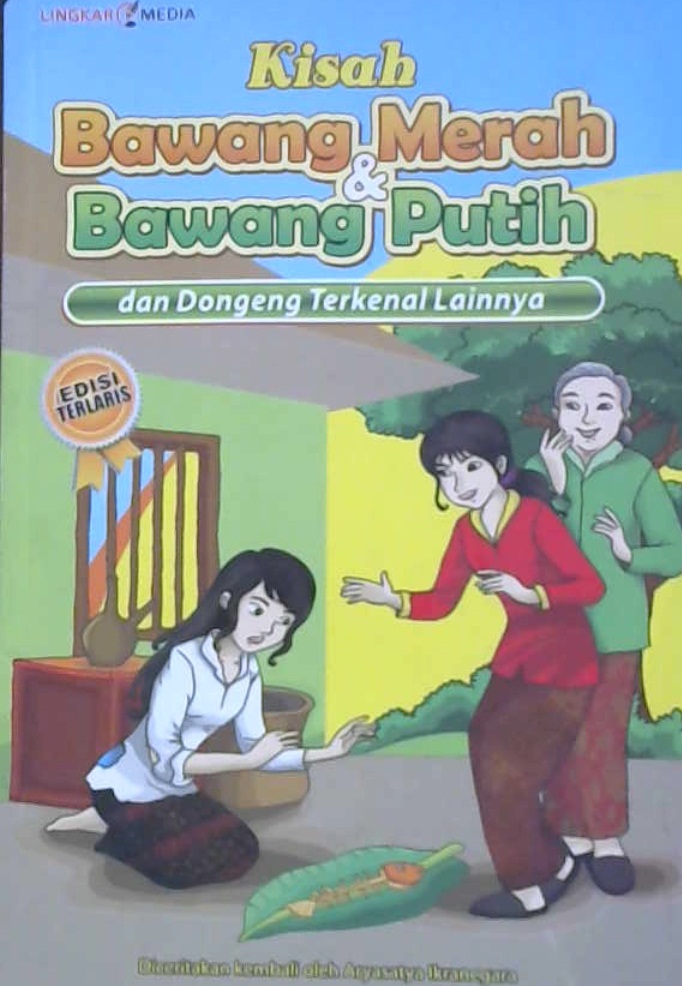 LINGKAR MEDIA
Kisah
Bawang Merah
&
Bawang Putih
dan Dongeng Terkenal Lainnya
EDISI
TERLARIS
Diceritakan kembali oleh Aryasatya Ikranegara